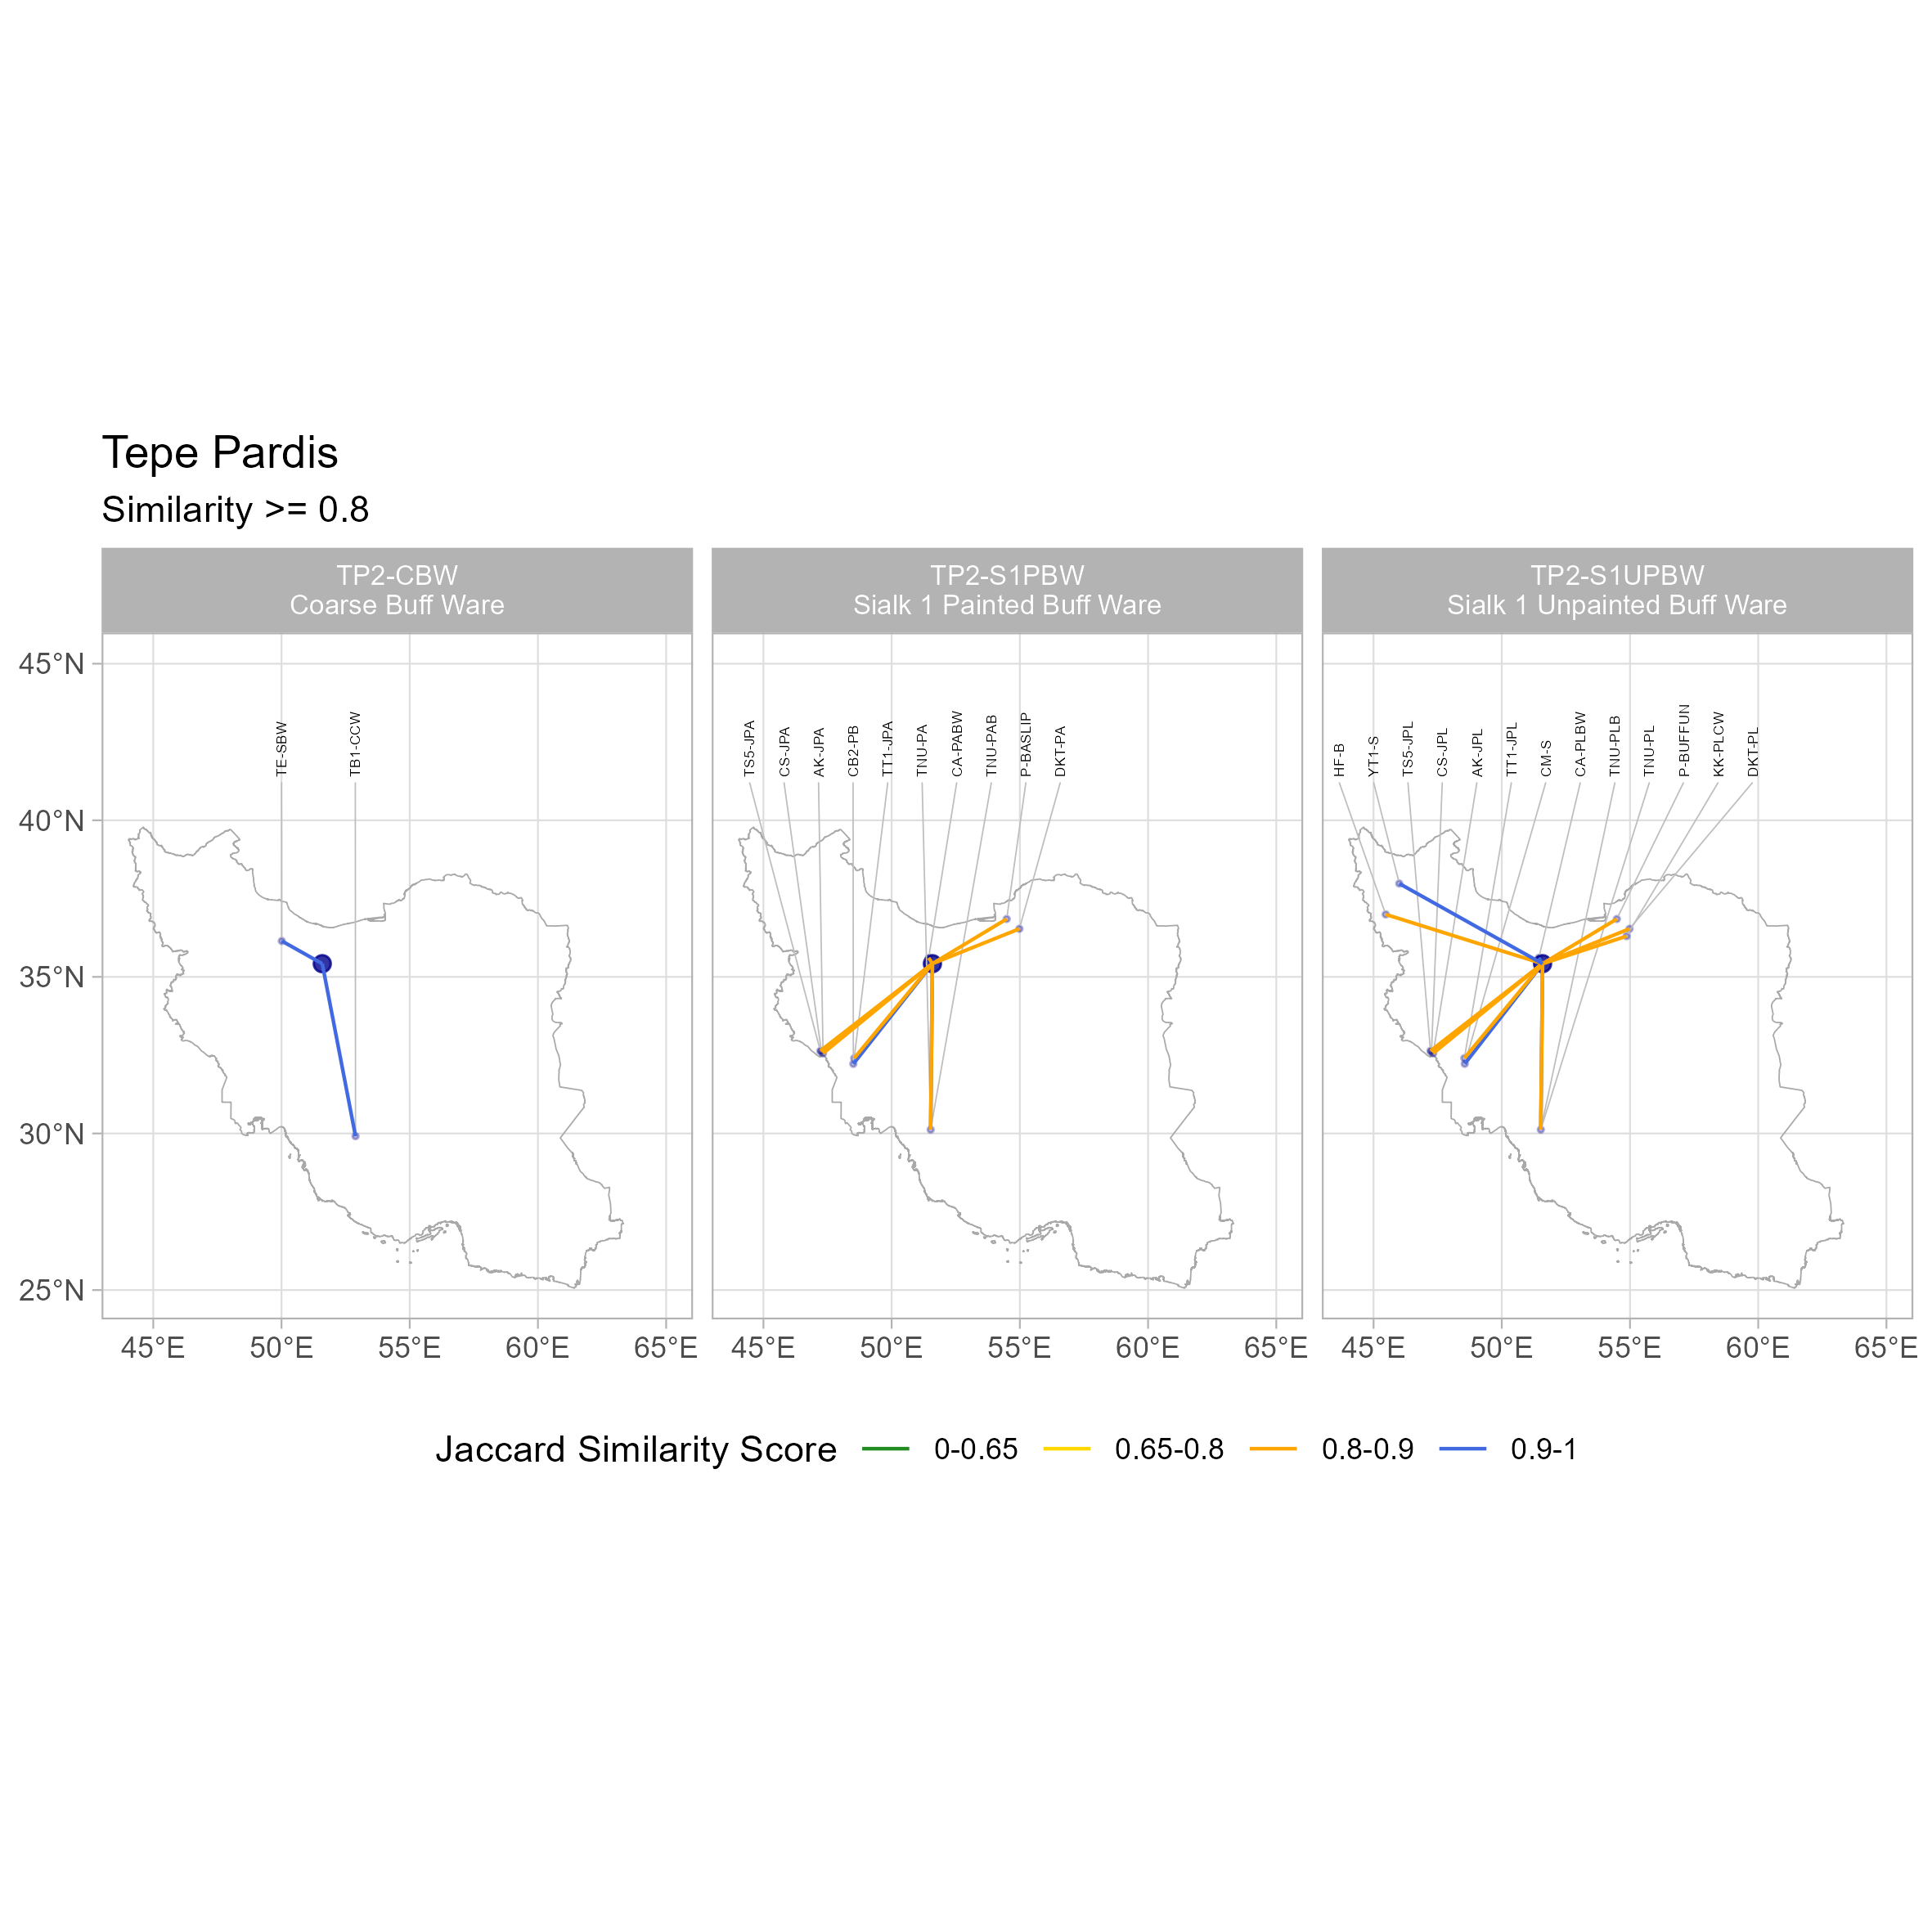 Tepe Pardis
Similarity >= 0.8
TP2-CBW
Coarse Buff Ware
TP2-S1PBW
Sialk 1 Painted Buff Ware
TP2-S1UPBW
Sialk 1 Unpainted Buff Ware
45°N
40°N
35°N
30°N
25°N
TE-SBW
TB1-CCW
TS5-JPA
CS-JPA
AK-JPA
CB2-PB
TT1-JPA
TNU-PA
CA-PABW
TNU-PAB
P-BASLIP
DKT-PA
HF-B
YT1-S
TS5-JPL
CS-JPL
AK-JPL
TT1-JPL
CM-S
CA-PLBW
TNU-PLB
TNU-PL
P-BUFFFUN
KK-PLCW
DKT-PL
45°E 50°E 55°E 60°E 65°E
45°E 50°E 55°E 60°E 65°E
45°E 50°E 55°E 60°E 65°E
Jaccard Similarity Score 0-0.65 0.65-0.8 0.8-0.9 0.9-1